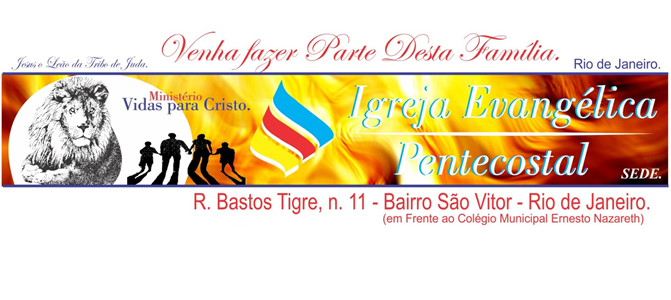 Venha fazer Parte Desta Família.
Jesus o Leão da Tribo de Juda.
Rio de Janeiro.
Ministério
Vidas para Cristo.
Igreja Evangélica
Pentecostal
SEDE.
R. Bastos Tigre, n. 11 - Bairro São Vitor - Rio de Janeiro.
(em Frente ao Colégio Municipal Ernesto Nazareth)